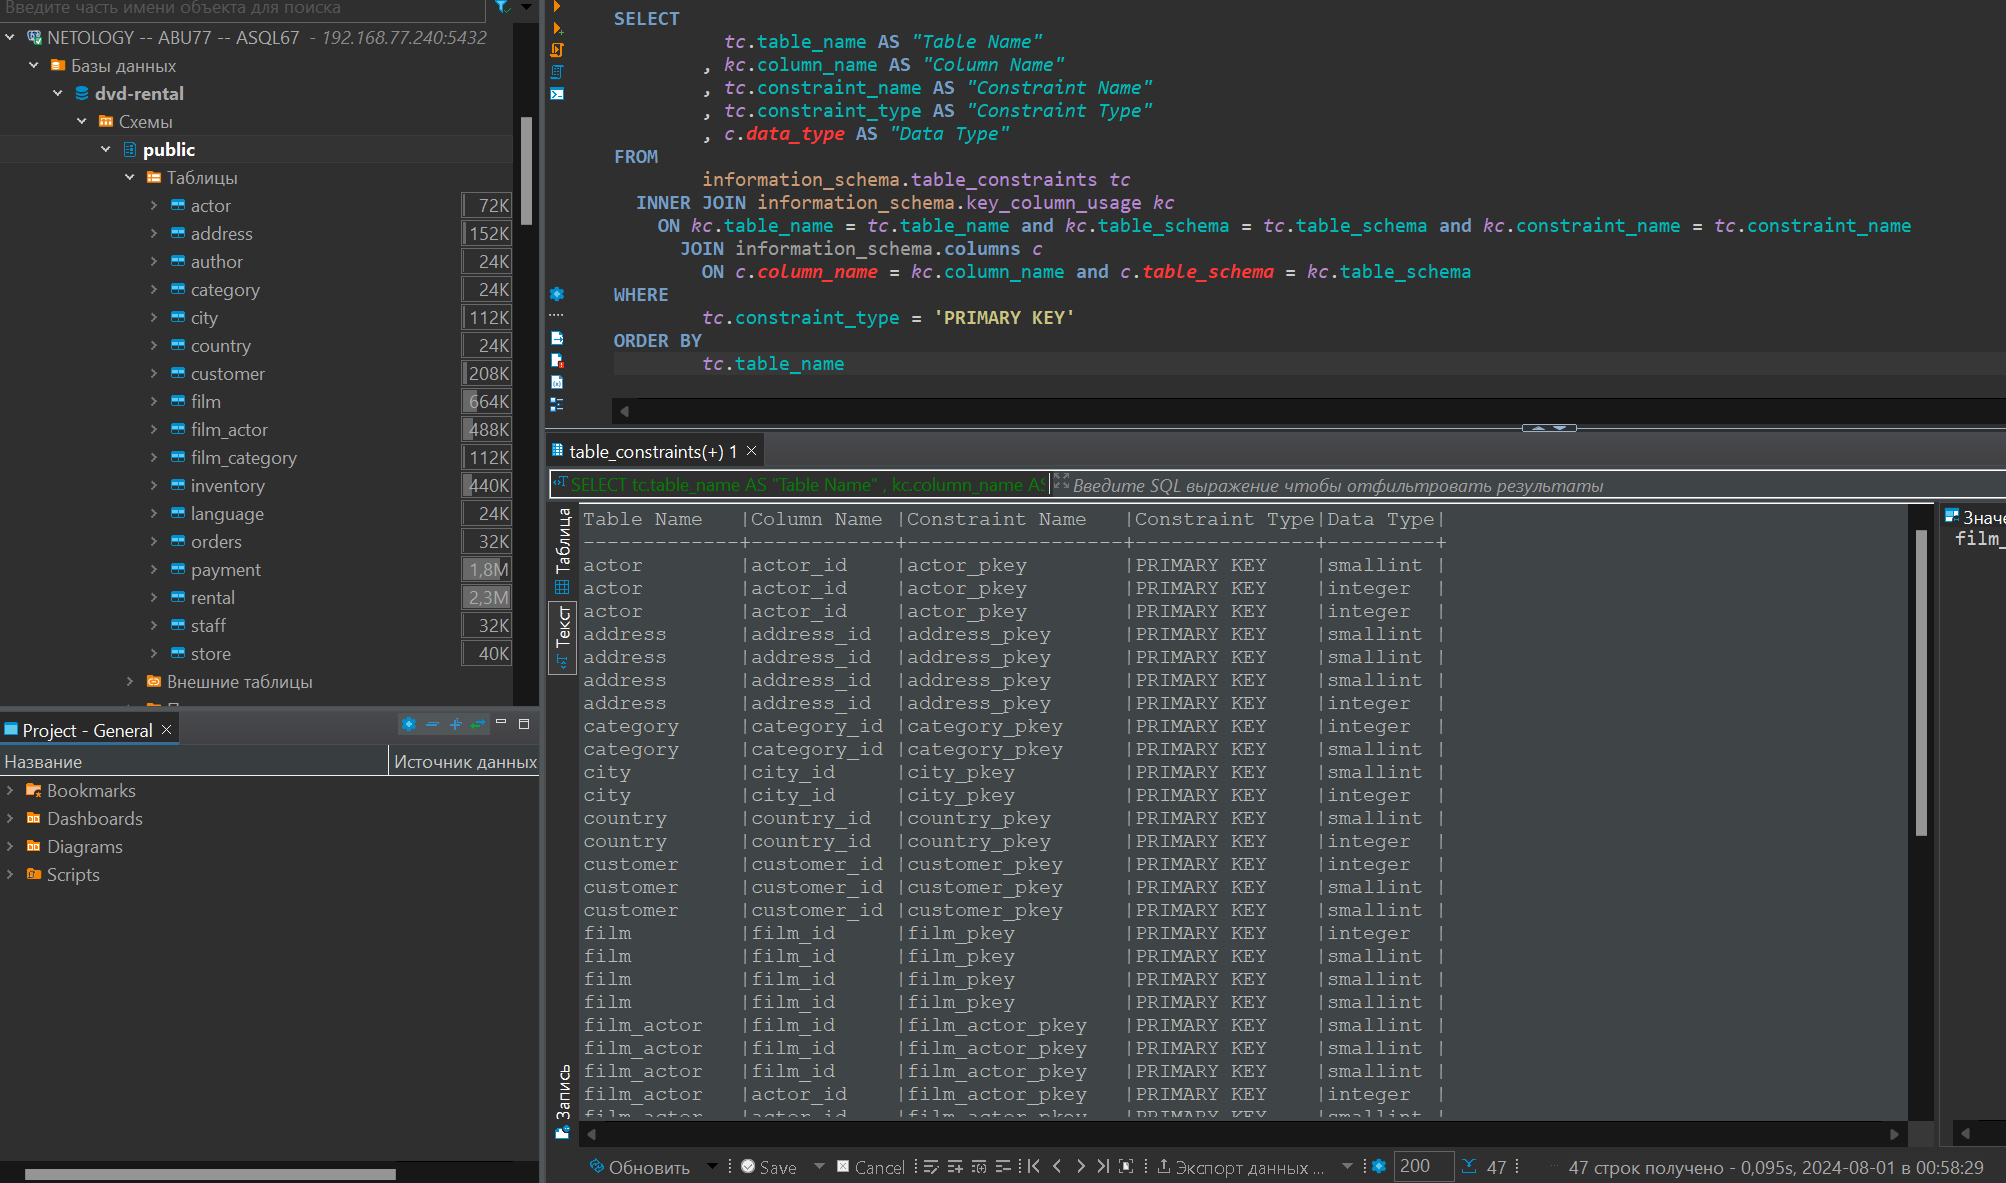 Введите часть имени объекта для поиска
NETOLOGY -- ABU77 -- ASQL67 - 192.168.77.240:5432
Базы данных
dvd-rental
Схемы
public
Таблицы
actor 72K
address 152K
author 24K
category 24K
city 112K
country 24K
customer 208K
film 664K
film_actor 488K
film_category 112K
inventory 440K
language 24K
orders 32K
payment 1,8M
rental 2,3M
staff 32K
store 40K
Внешние таблицы
Project - General
Название Источник данных
Bookmarks
Dashboards
Diagrams
Scripts
SELECT
tc.table_name AS "Table Name"
, kc.column_name AS "Column Name"
, tc.constraint_name AS "Constraint Name"
, tc.constraint_type AS "Constraint Type"
, c.data_type AS "Data Type"
FROM
information_schema.table_constraints tc
INNER JOIN information_schema.key_column_usage kc
ON kc.table_name = tc.table_name and kc.table_schema = tc.table_schema and kc.constraint_name = tc.constraint_name
JOIN information_schema.columns c
ON c.column_name = kc.column_name and c.table_schema = kc.table_schema
WHERE
tc.constraint_type = 'PRIMARY KEY'
ORDER BY
tc.table_name
table_constraints(+) 1
SELECT tc.table_name AS "Table Name" , kc.column_name AS Введите SQL выражение чтобы отфильтровать результаты
Таблица
Текст
Запись
Table Name |Column Name |Constraint Name |Constraint Type|Data Type|
-------------+------------+------------------+---------------+---------+
actor |actor_id |actor_pkey |PRIMARY KEY |smallint |
actor |actor_id |actor_pkey |PRIMARY KEY |integer |
actor |actor_id |actor_pkey |PRIMARY KEY |integer |
address |address_id |address_pkey |PRIMARY KEY |smallint |
address |address_id |address_pkey |PRIMARY KEY |smallint |
address |address_id |address_pkey |PRIMARY KEY |smallint |
address |address_id |address_pkey |PRIMARY KEY |integer |
category |category_id |category_pkey |PRIMARY KEY |integer |
category |category_id |category_pkey |PRIMARY KEY |smallint |
city |city_id |city_pkey |PRIMARY KEY |smallint |
city |city_id |city_pkey |PRIMARY KEY |integer |
country |country_id |country_pkey |PRIMARY KEY |smallint |
country |country_id |country_pkey |PRIMARY KEY |integer |
customer |customer_id |customer_pkey |PRIMARY KEY |integer |
customer |customer_id |customer_pkey |PRIMARY KEY |smallint |
customer |customer_id |customer_pkey |PRIMARY KEY |smallint |
film |film_id |film_pkey |PRIMARY KEY |integer |
film |film_id |film_pkey |PRIMARY KEY |smallint |
film |film_id |film_pkey |PRIMARY KEY |smallint |
film |film_id |film_pkey |PRIMARY KEY |smallint |
film_actor |film_id |film_actor_pkey |PRIMARY KEY |smallint |
film_actor |film_id |film_actor_pkey |PRIMARY KEY |smallint |
film_actor |film_id |film_actor_pkey |PRIMARY KEY |smallint |
film_actor |actor_id |film_actor_pkey |PRIMARY KEY |integer |
film_actor |actor_id |film_actor_pkey |PRIMARY KEY |smallint |
Значе
film_
Обновить Save Cancel Экспорт данных ... 200 47 47 строк получено - 0,095s, 2024-08-01 в 00:58:29